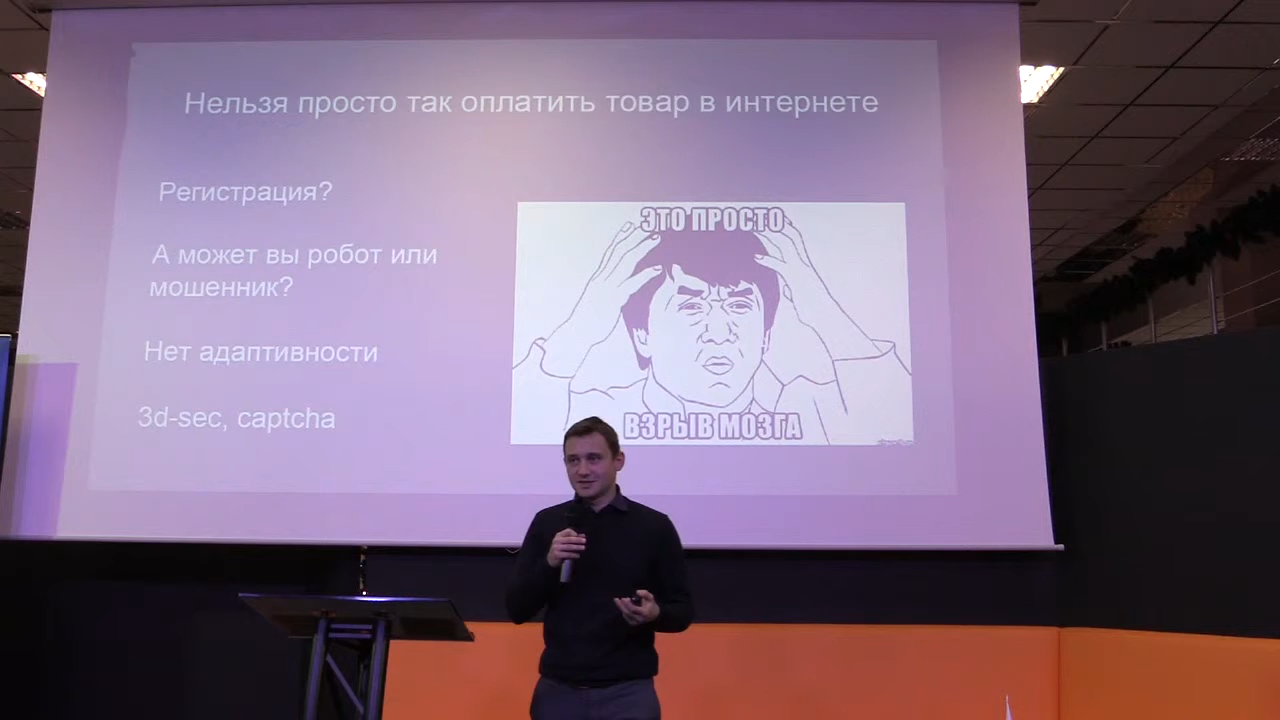 Нельзя просто так оплатить товар в интернете
Регистрация?
А может вы робот или
мошенник?
Нет адаптивности
3d-sec, captcha
ЭТО ПРОСТО
ВЗРЫВ МОЗГА